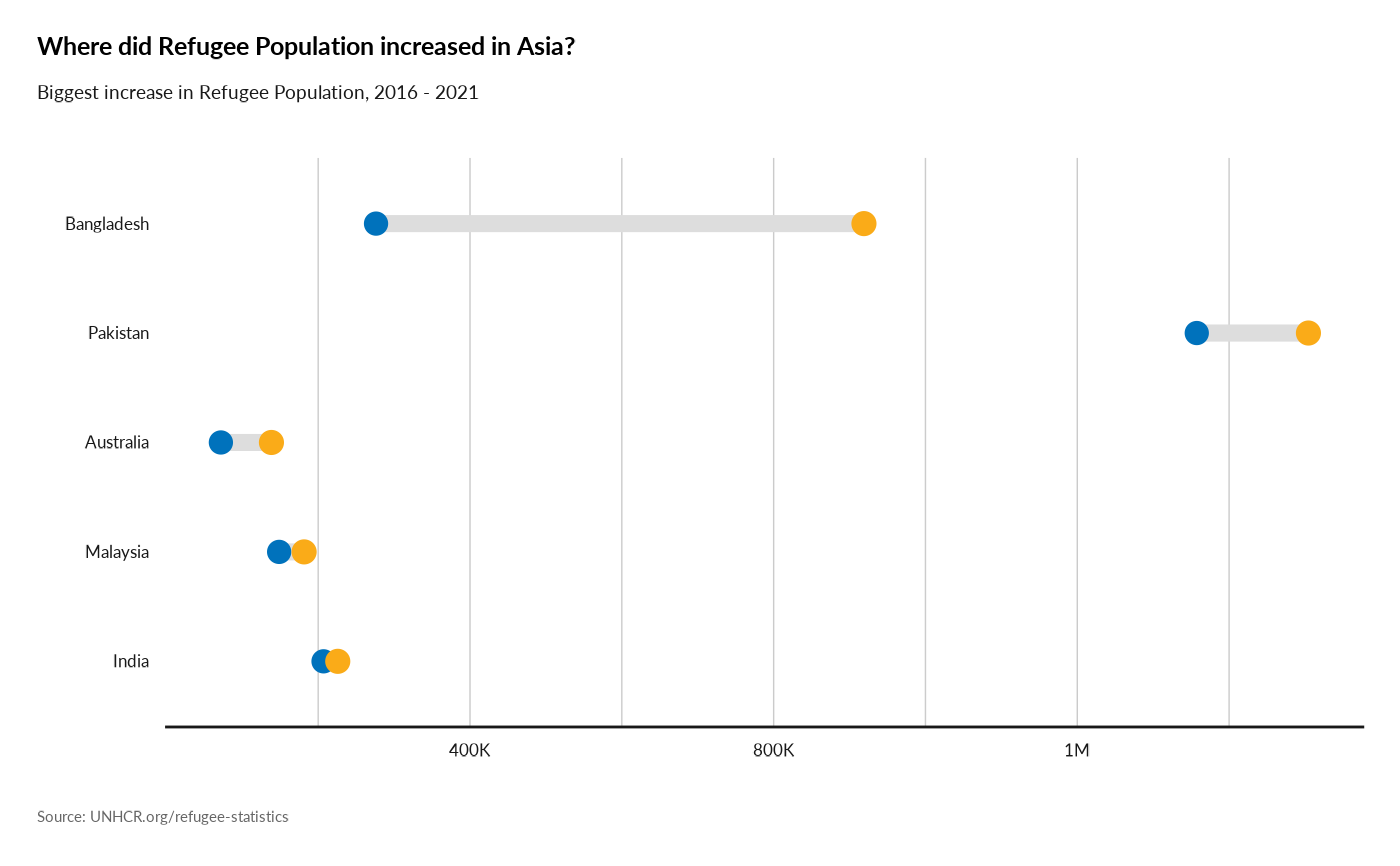 Where did Refugee Population increased in Asia?
Biggest increase in Refugee Population, 2016 - 2021
Bangladesh
Pakistan
Australia
Malaysia
India
400K 800K 1M
Source: UNHCR.org/refugee-statistics